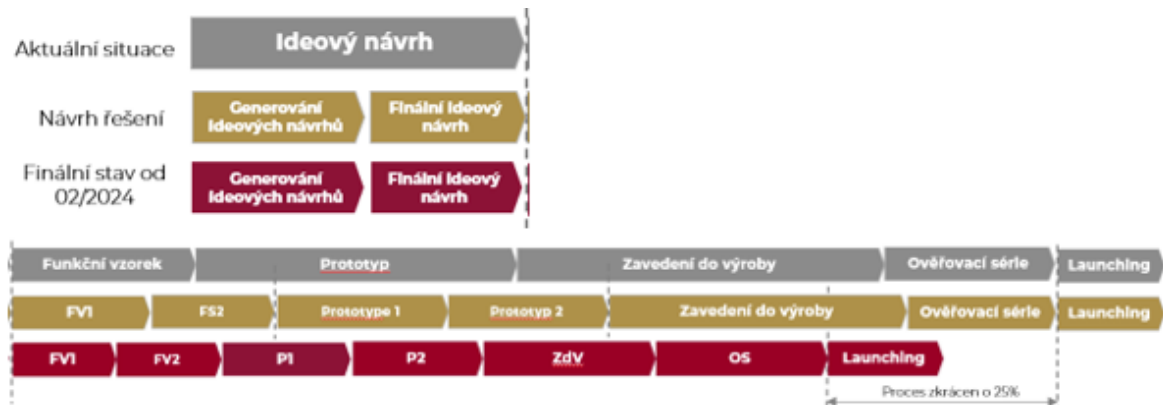 Aktuální situace
Ideový návrh
Návrh řešení
Generování
Ideových návrhů
Finální Ideový
návrh
Finální stav od
02/2024
Generování
Ideových návrhů
Finální Ideový
návrh
Funkční vzorek
Prototyp
Zavedení do výroby
Ověřovací série
Launching
FV1
FS2
Prototype 1
Prototyp 2
Zavedení do výroby
Ověřovací série
Launching
FV1
FV2
P1
P2
ZdV
OS
Launching
Proces zkrácen o 25%